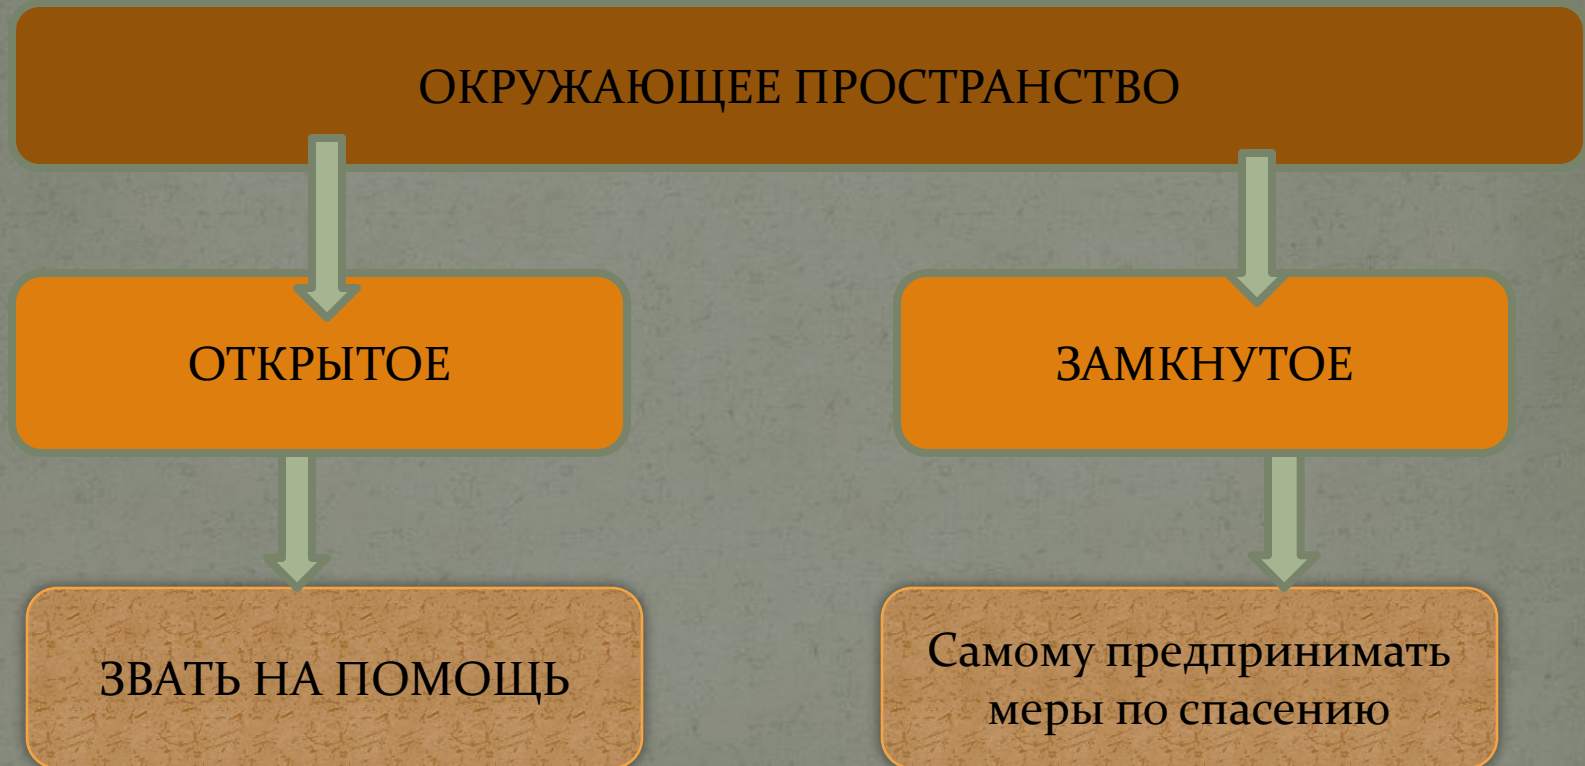 ОКРУЖАЮЩЕЕ ПРОСТРАНСТВО
ОТКРЫТОЕ
ЗАМКНУТОЕ
ЗВАТЬ НА ПОМОЩЬ
Самому предпринимать
меры по спасению